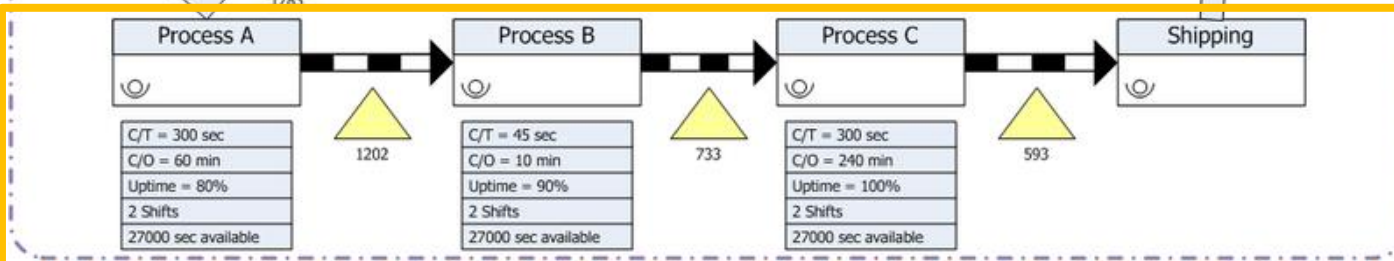 Process A
Process B
Process C
Shipping
C/T = 300 sec
C/O = 60 min
Uptime = 80%
2 Shifts
27000 sec available
1202
C/T = 45 sec
C/O = 10 min
Uptime = 90%
2 Shifts
27000 sec available
733
C/T = 300 sec
C/O = 240 min
Uptime = 100%
2 Shifts
27000 sec available
593